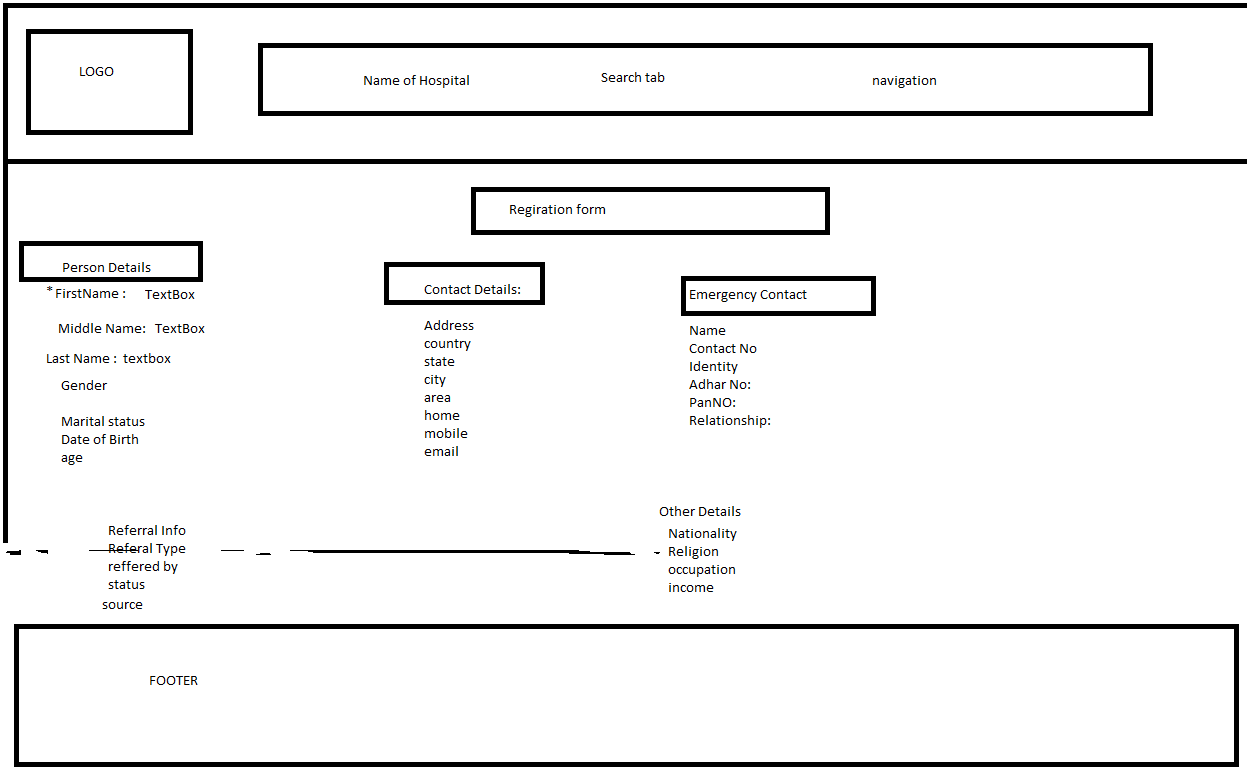 LOGO
Name of Hospital
Search tab
navigation
Regiration form
Person Details
*FirstName : TextBox
Middle Name: TextBox
Last Name : textbox
Gender
Marital status
Date of Birth
age
Contact Details:
Address
country
state
city
area
home
mobile
email
Emergency Contact
Name
Contact No
Identity
Adhar No:
PanNO:
Relationship:
Referral Info
Referal Type
reffered by
status
source
Other Details
Nationality
Religion
occupation
income
FOOTER